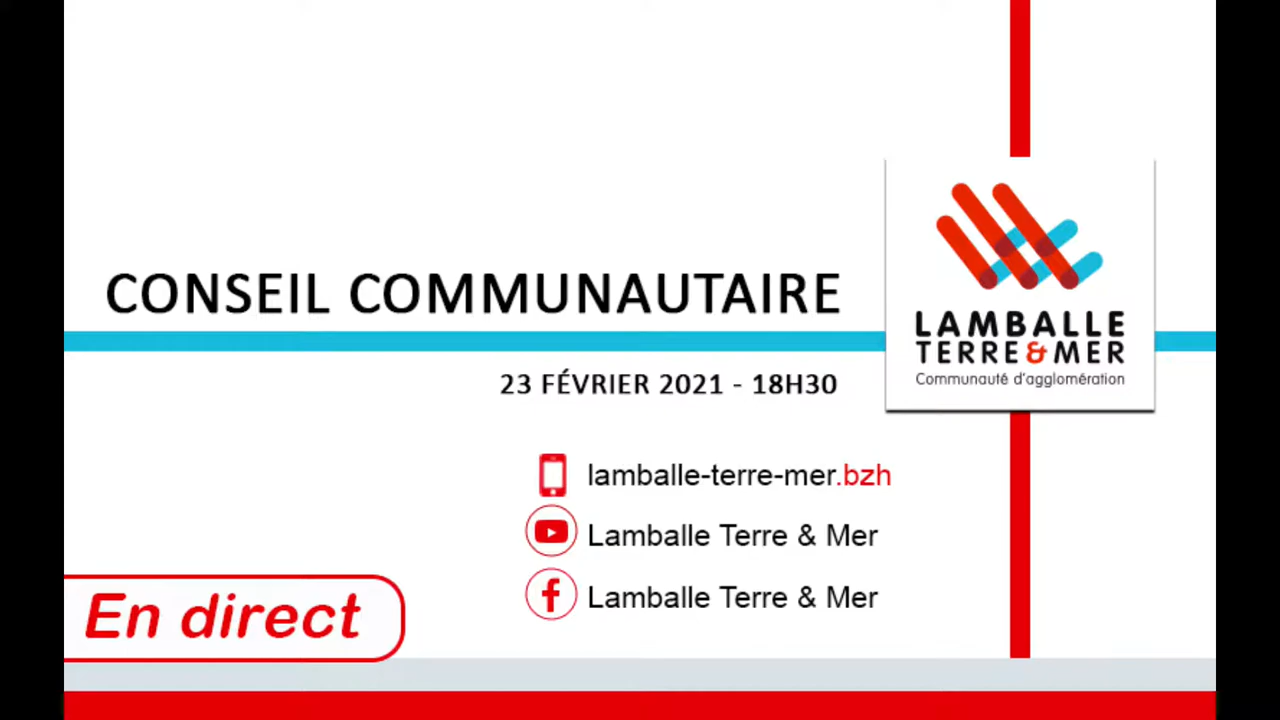 CONSEIL COMMUNAUTAIRE
LAMBALLE
TERRE & MER
Communauté d'agglomération
23 FÉVRIER 2021 - 18H30
lamballe-terre-mer.bzh
Lamballe Terre & Mer
Lamballe Terre & Mer
En direct